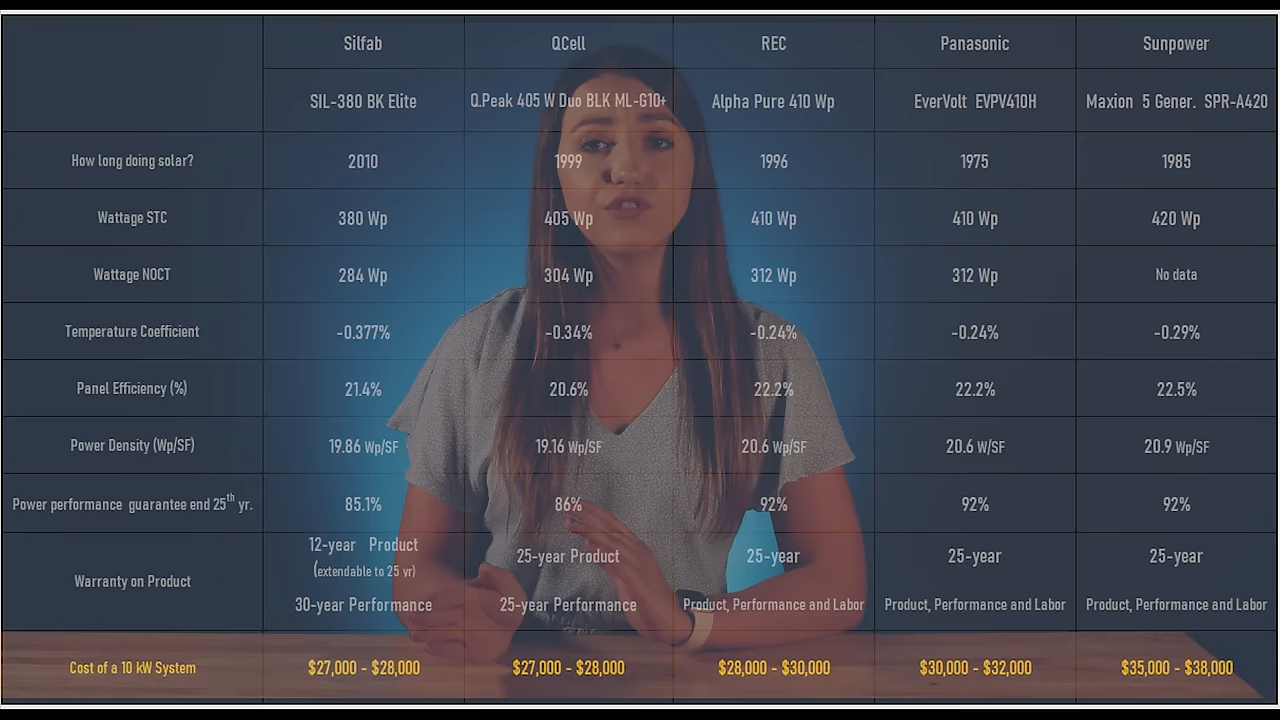 Silfab QCell REC Panasonic Sunpower
SIL-380 BK Elite Q.Peak 405 W Duo BLK ML-G10+ Alpha Pure 410 Wp EverVolt EVPV410H Maxion 5 Gener. SPR-A420
How long doing solar? 2010 1999 1996 1975 1985
Wattage STC 380 Wp 405 Wp 410 Wp 410 Wp 420 Wp
Wattage NOCT 284 Wp 304 Wp 312 Wp 312 Wp No data
Temperature Coefficient -0.377% -0.34% -0.24% -0.24% -0.29%
Panel Efficiency (%) 21.4% 20.6% 22.2% 22.2% 22.5%
Power Density (Wp/SF) 19.86 Wp/SF 19.16 Wp/SF 20.6 Wp/SF 20.6 W/SF 20.9 Wp/SF
Power performance guarantee end 25th yr. 85.1% 86% 92% 92% 92%
Warranty on Product
12-year Product
(extendable to 25 yr)
30-year Performance
25-year Product
25-year Performance
25-year
Product, Performance and Labor
25-year
Product, Performance and Labor
25-year
Product, Performance and Labor
Cost of a 10 kW System $27,000 - $28,000 $27,000 - $28,000 $28,000 - $30,000 $30,000 - $32,000 $35,000 - $38,000